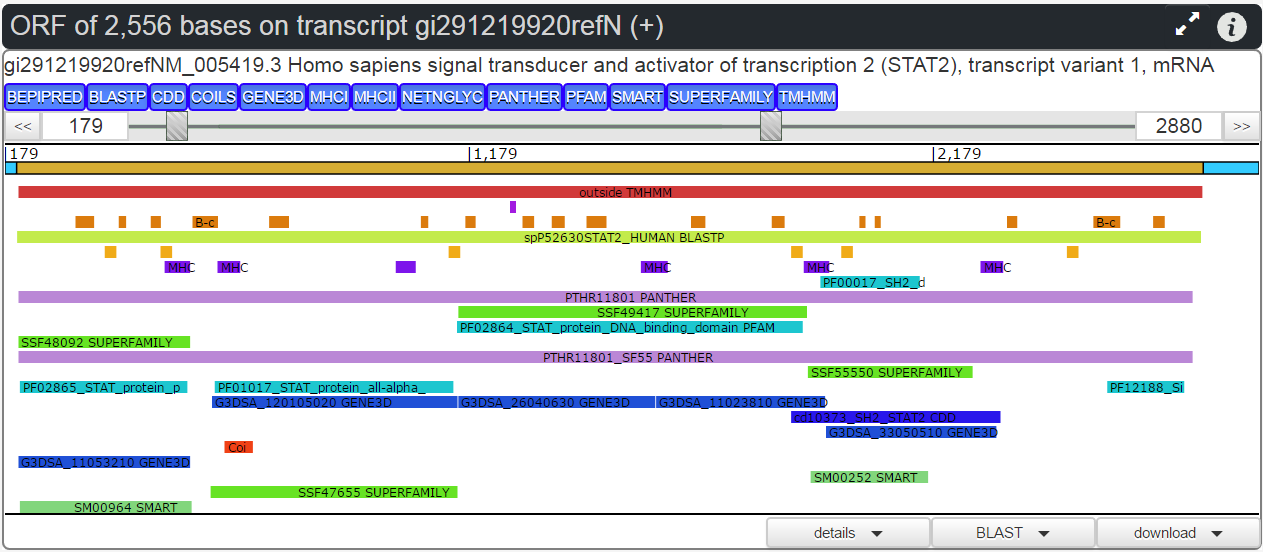 ORF of 2,556 bases on transcript gi291219920refN (+)
gi291219920refNM_005419.3 Homo sapiens signal transducer and activator of transcription 2 (STAT2), transcript variant 1, mRNA
BEPIPRED BLASTP CDD COILS GENE3D MHCI MHCII NETNGLYC PANTHER PFAM SMART SUPERFAMILY TMHMM
<< 179 2880 >>
|179 |1,179 |2,179
outside TMHMM
B-c B-c
spP52630STAT2_HUMAN BLASTP
MHC MHC MHC MHC MHC
PF00017_SH2_d
PTHR11801 PANTHER
SSF49417 SUPERFAMILY
PF02864_STAT_protein_DNA_binding_domain PFAM
SSF48092 SUPERFAMILY
PTHR11801_SF55 PANTHER
SSF55550 SUPERFAMILY
PF02865_STAT_protein_p PF01017_STAT_protein_all-alpha_ PF12188_Si
G3DSA_120105020 GENE3D G3DSA_26040630 GENE3D G3DSA_11023810 GENE3D
cd10373_SH2_STAT2 CDD
G3DSA_33050510 GENE3D
Coi
G3DSA_11053210 GENE3D
SM00252 SMART
SSF47655 SUPERFAMILY
SM00964 SMART
details BLAST download